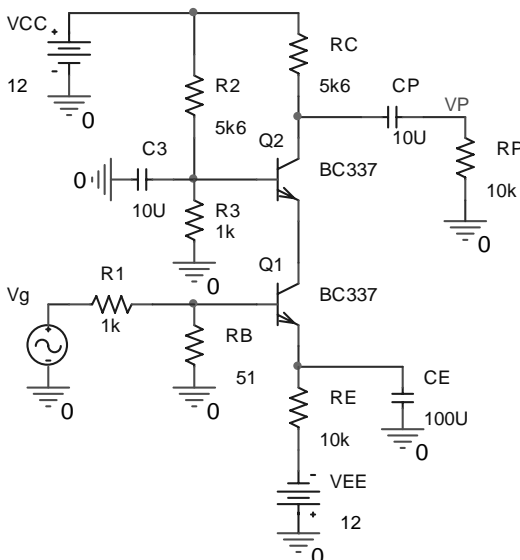 VCC
+
-
12
0
R2
5k6
RC
5k6
CP
10U
VP
RP
10k
0
Q2
BC337
C3
0
10U
R3
1k
0
Q1
BC337
R1
1k
Vg
+
-
0
RB
51
0
RE
10k
CE
100U
0
-
VEE
+
12
0